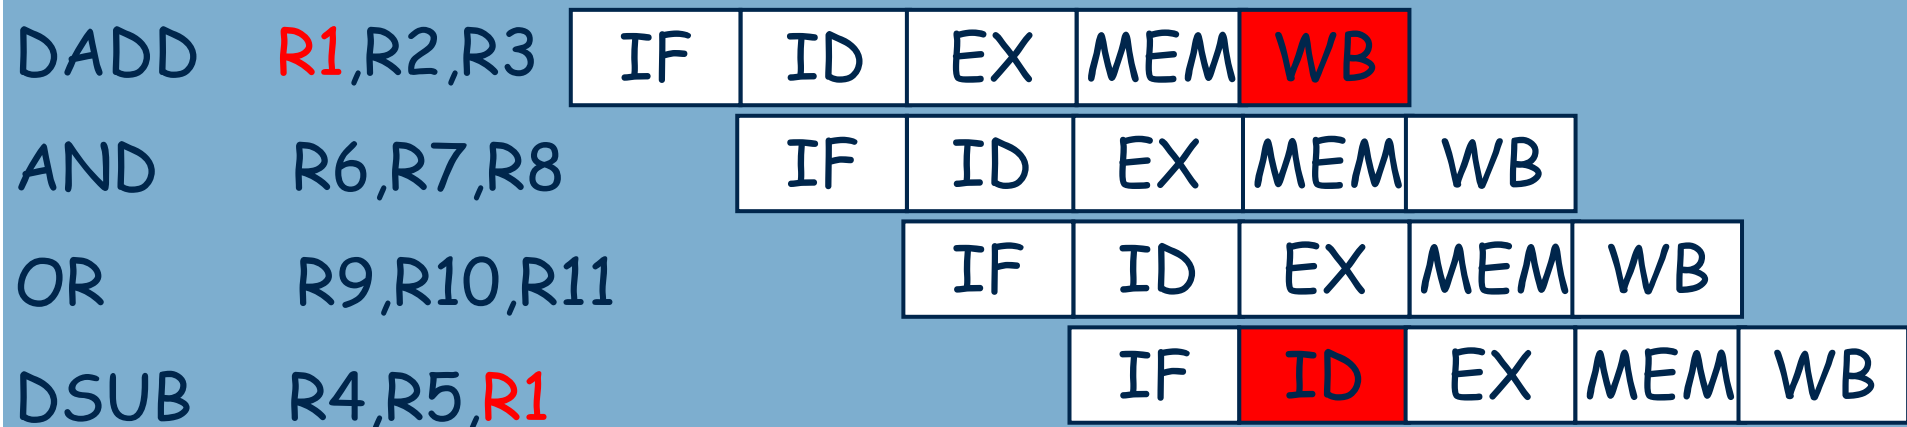 DADD R1,R2,R3 IF ID EX MEM WB
AND R6,R7,R8 IF ID EX MEM WB
OR R9,R10,R11 IF ID EX MEM WB
DSUB R4,R5,R1 IF ID EX MEM WB